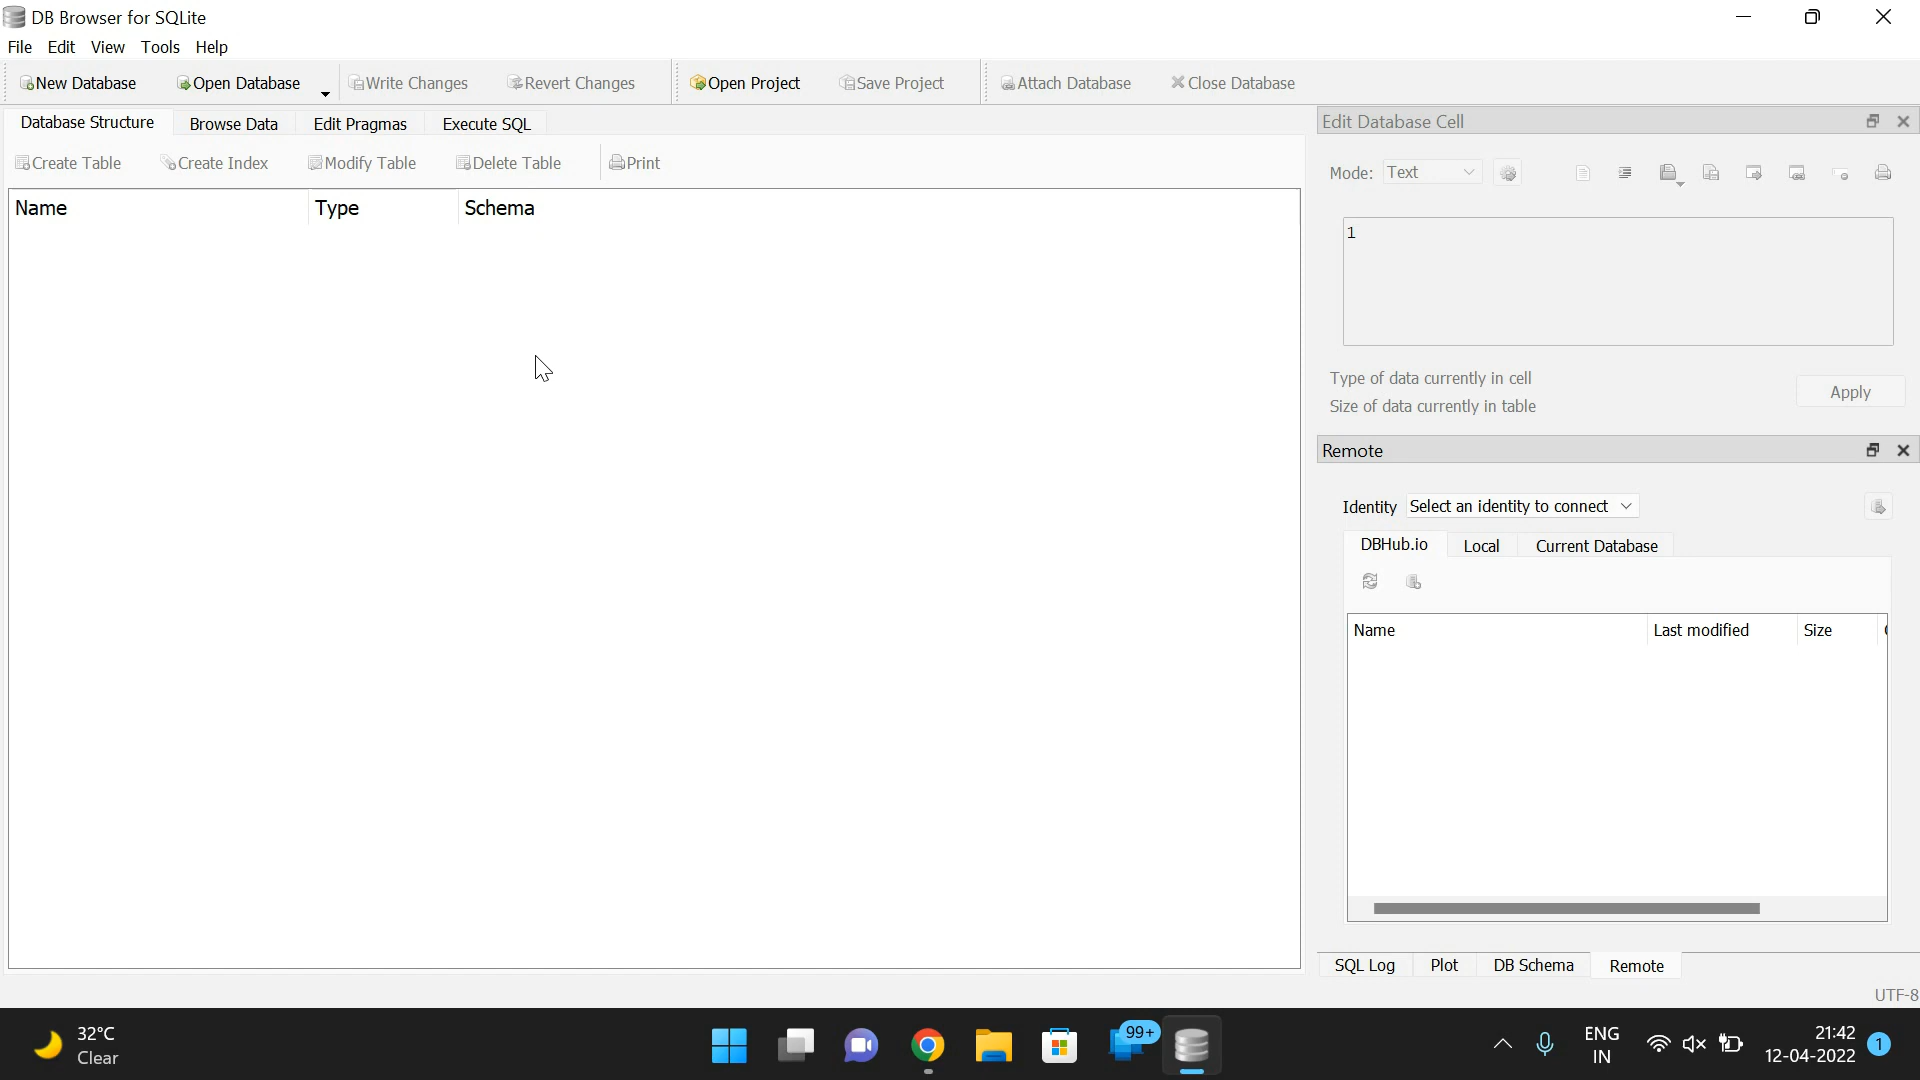 DB Browser for SQLite
File Edit View Tools Help
New Database Open Database Write Changes Revert Changes Open Project Save Project Attach Database Close Database
Database Structure Browse Data Edit Pragmas Execute SQL
Edit Database Cell
Create Table Create Index Modify Table Delete Table Print
Mode: Text
Name Type Schema
1
Type of data currently in cell
Size of data currently in table
Apply
Remote
Identity Select an identity to connect
DBHub.io Local Current Database
Name Last modified Size
SQL Log Plot DB Schema Remote
UTF-8
32°C
Clear
99+
ENG
IN
21:42
12-04-2022
1